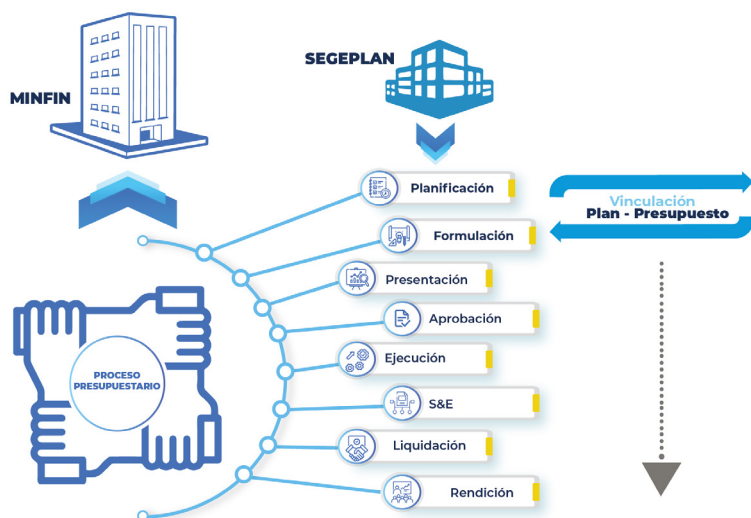 SEGEPLAN
MINFIN
Planificación
Vinculación
Plan - Presupuesto
Formulación
Presentación
Aprobación
Ejecución
PROCESO
PRESUPUESTARIO
S&E
Liquidación
Rendición